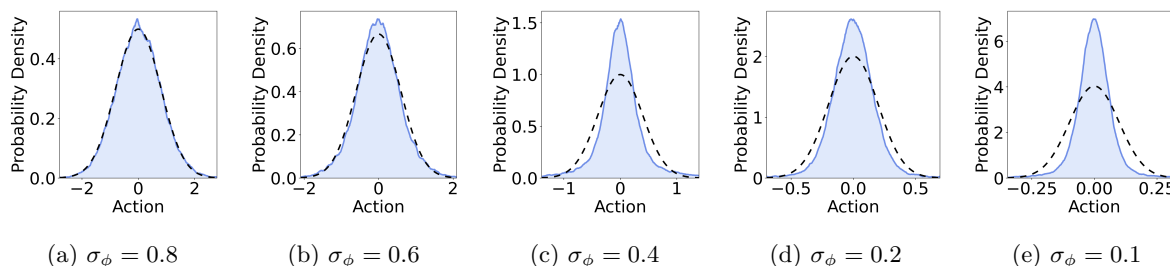 Probability Density
0.4
0.2
0.0
−2 0 2
Action
(a) σ_ϕ = 0.8
Probability Density
0.6
0.4
0.2
0.0
−2 0 2
Action
(b) σ_ϕ = 0.6
Probability Density
1.5
1.0
0.5
0.0
−1 0 1
Action
(c) σ_ϕ = 0.4
Probability Density
2
1
0
−0.5 0.0 0.5
Action
(d) σ_ϕ = 0.2
Probability Density
6
4
2
0
−0.25 0.00 0.25
Action
(e) σ_ϕ = 0.1